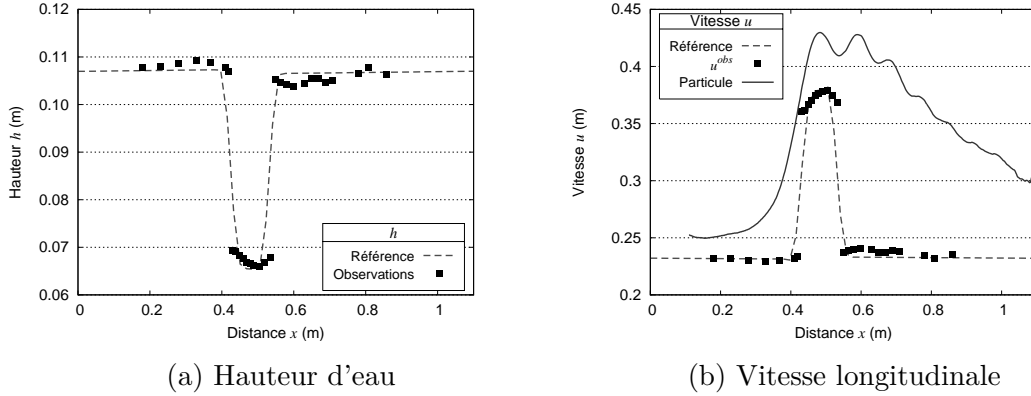 0.12
0.11
0.10
0.09
0.08
0.07
0.06
0
0.2
0.4
0.6
0.8
1
Hauteur h (m)
Distance x (m)
h
Référence
Observations
(a) Hauteur d'eau
0.45
0.4
0.35
0.3
0.25
0.2
0
0.2
0.4
0.6
0.8
1
Vitesse u (m)
Distance x (m)
Vitesse u
Référence
u^obs
Particule
(b) Vitesse longitudinale